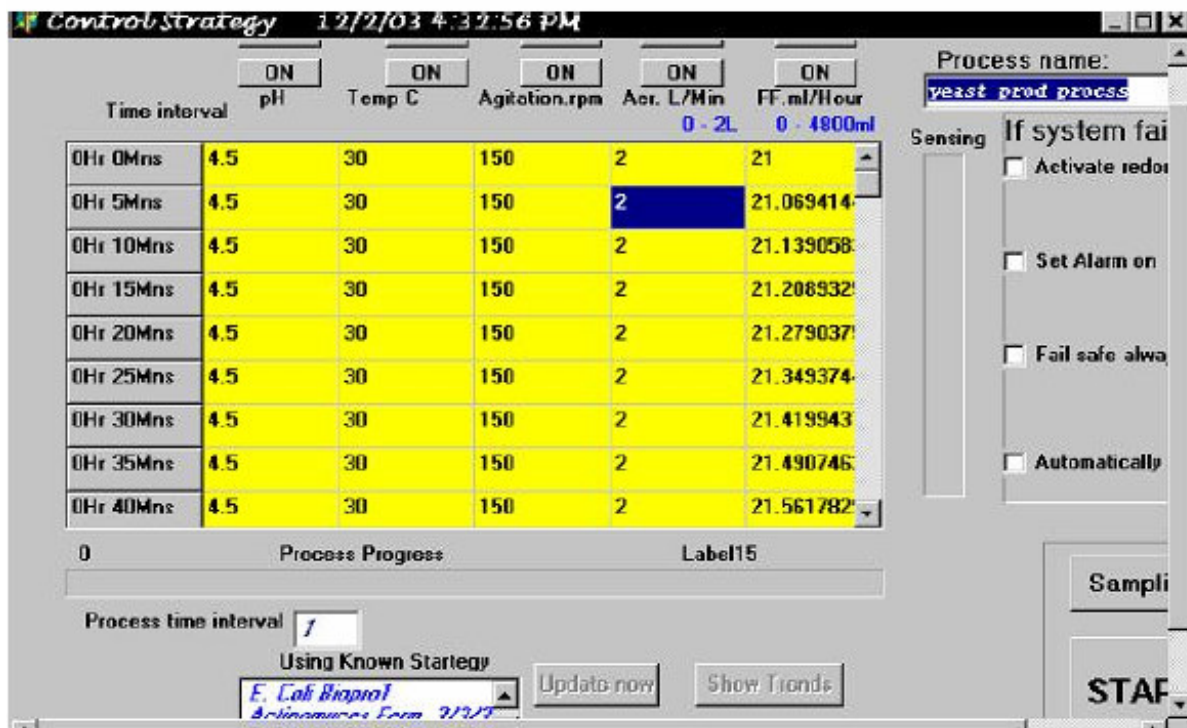 Control Strategy 12/2/03 4:32:56 PM
ON ON ON ON ON
Time interval pH Temp C Agitation.rpm Aer. L/Min FF.ml/Hour
0 - 2L 0 - 4800ml
0Hr 0Mns 4.5 30 150 2 21
0Hr 5Mns 4.5 30 150 2 21.069414
0Hr 10Mns 4.5 30 150 2 21.139058
0Hr 15Mns 4.5 30 150 2 21.208932
0Hr 20Mns 4.5 30 150 2 21.279037
0Hr 25Mns 4.5 30 150 2 21.349374
0Hr 30Mns 4.5 30 150 2 21.419943
0Hr 35Mns 4.5 30 150 2 21.490746
0Hr 40Mns 4.5 30 150 2 21.561782
0 Process Progress Label15
Process time interval 1
Using Known Startegy
E. Coli Bioprof
Update now Show Trends
Process name:
yeast prod procss
Sensing
If system fai
Activate redo
Set Alarm on
Fail safe alwa
Automatically
Sampli
STAR